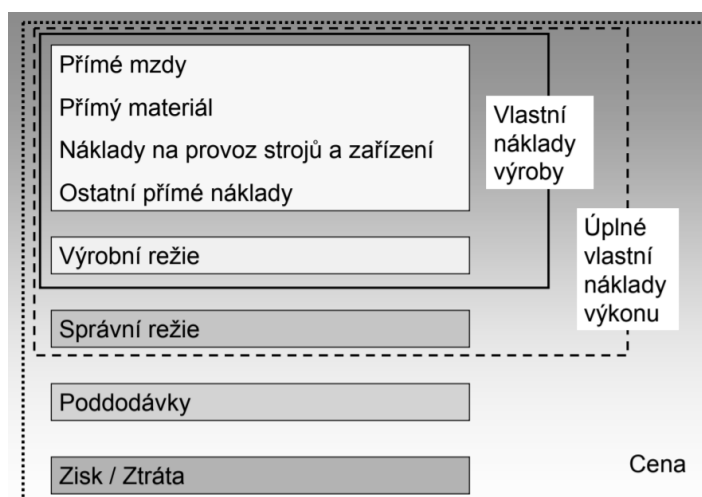 Přímé mzdy
Přímý materiál
Náklady na provoz strojů a zařízení
Ostatní přímé náklady
Vlastní
náklady
výroby
Výrobní režie
Úplné
vlastní
náklady
výkonu
Správní režie
Poddodávky
Zisk / Ztráta
Cena